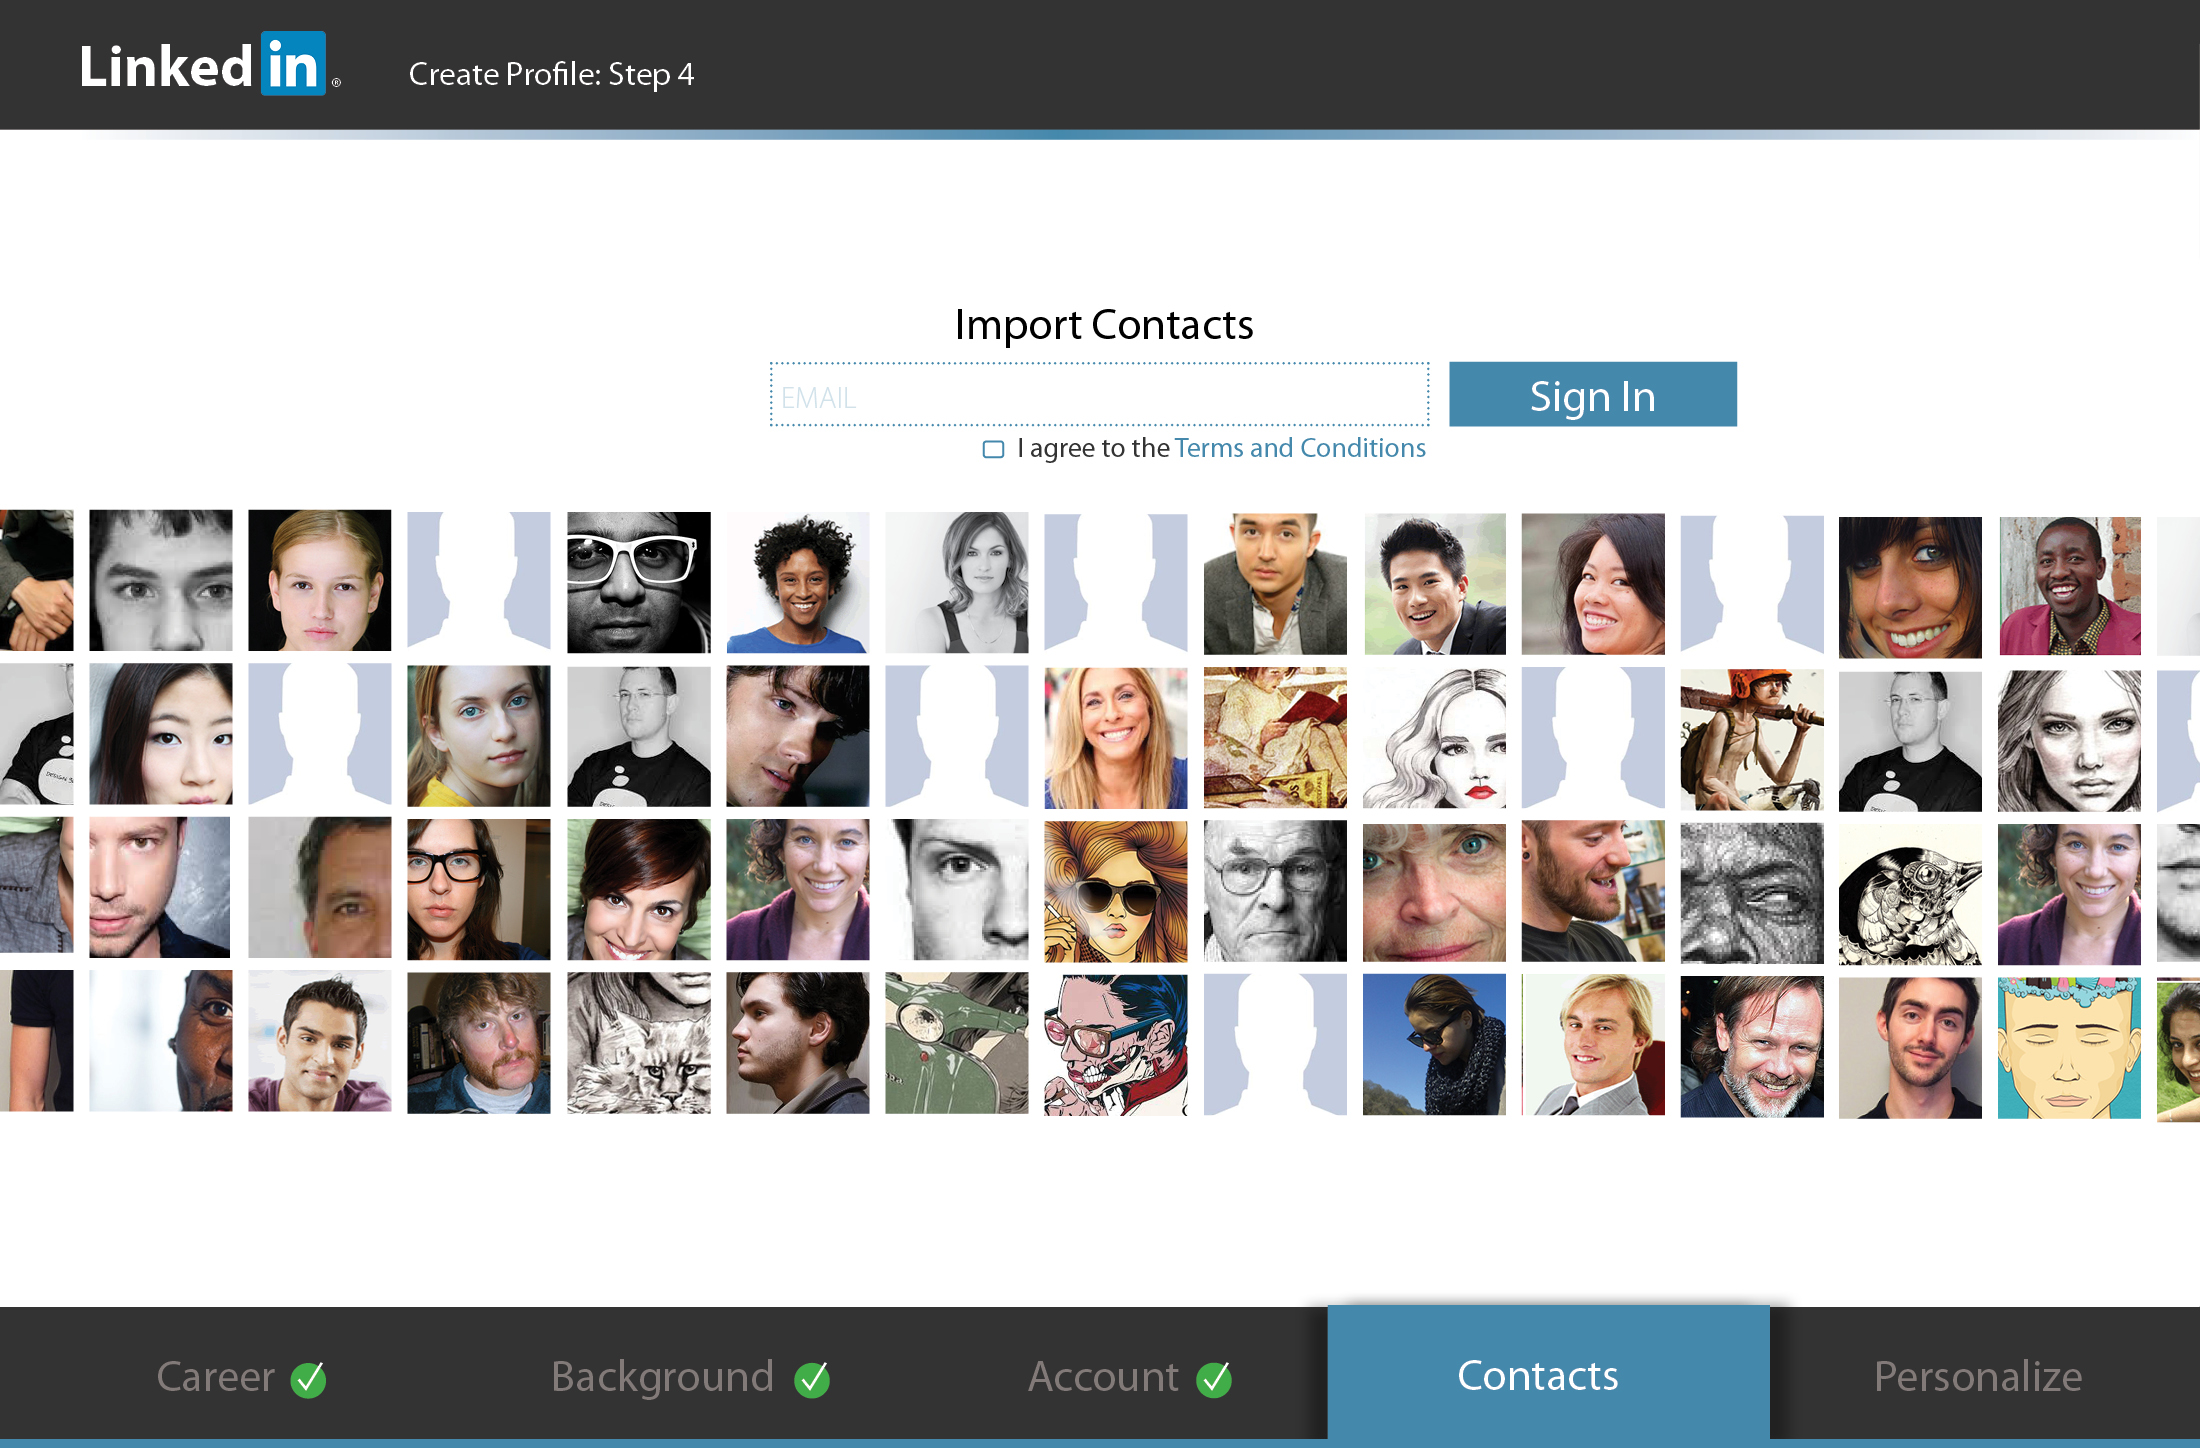 Linked in ®
Create Profile: Step 4
Import Contacts
EMAIL
Sign In
I agree to the Terms and Conditions
Career
Background
Account
Contacts
Personalize